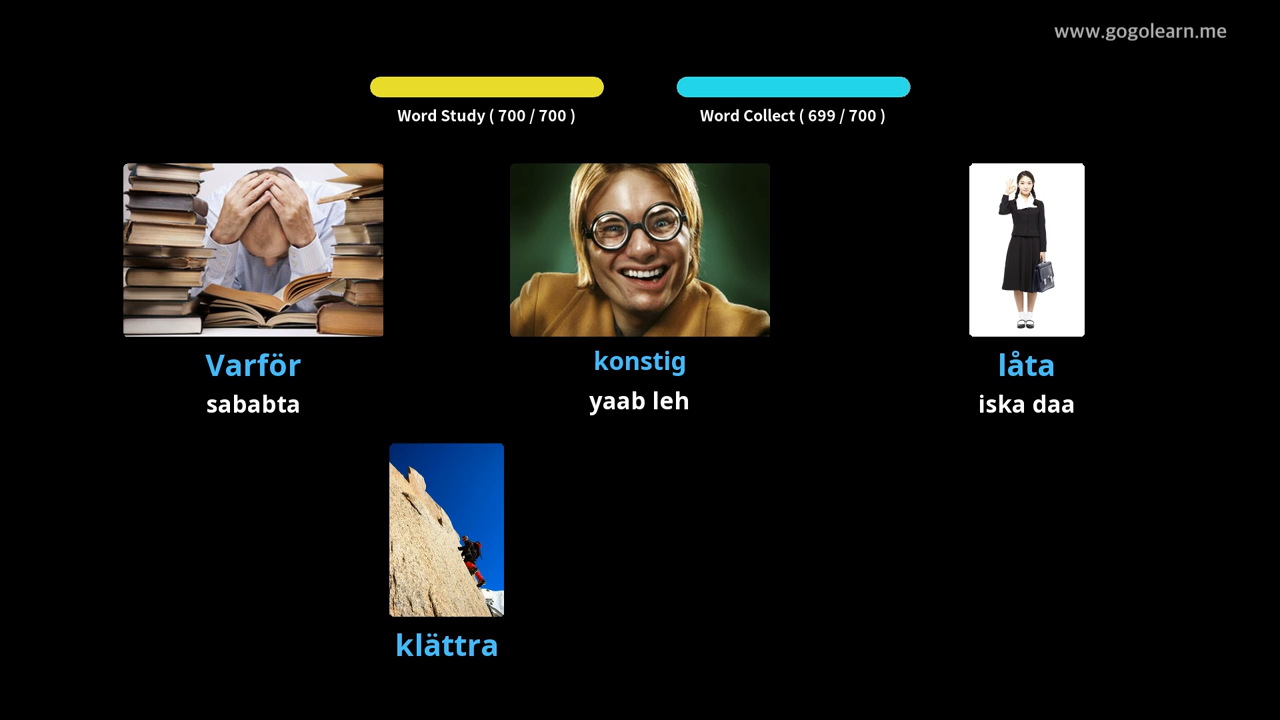 www.gogolearn.me
Word Study ( 700 / 700 )
Word Collect ( 699 / 700 )
Varför
sababta
konstig
yaab leh
låta
iska daa
klättra